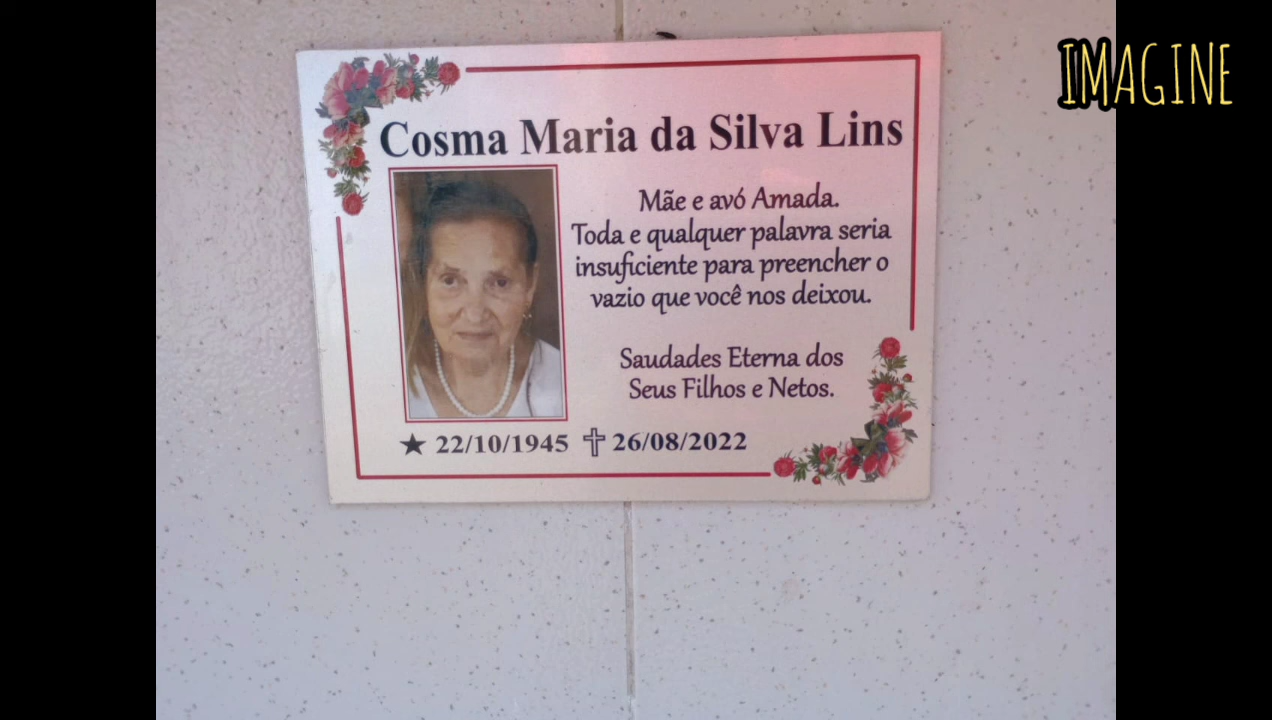 IMAGINE
Cosma Maria da Silva Lins
Mãe e avó Amada.
Toda e qualquer palavra seria
insuficiente para preencher o
vazio que você nos deixou.
Saudades Eterna dos
Seus Filhos e Netos.
★ 22/10/1945 ✝ 26/08/2022